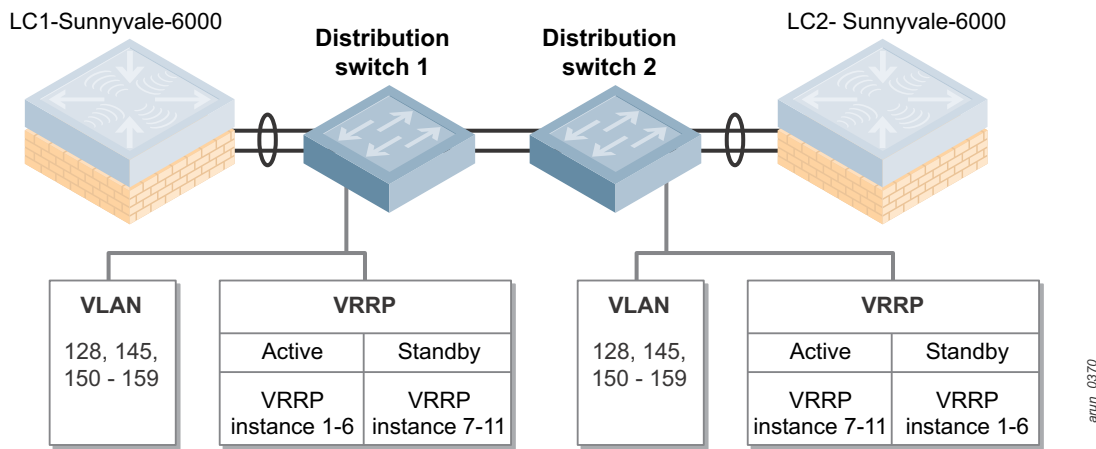 LC1-Sunnyvale-6000
Distribution
switch 1
Distribution
switch 2
LC2- Sunnyvale-6000
VLAN
128, 145,
150 - 159
VRRP
Active
Standby
VRRP
instance 1-6
VRRP
instance 7-11
VLAN
128, 145,
150 - 159
VRRP
Active
Standby
VRRP
instance 7-11
VRRP
instance 1-6
arun_0370